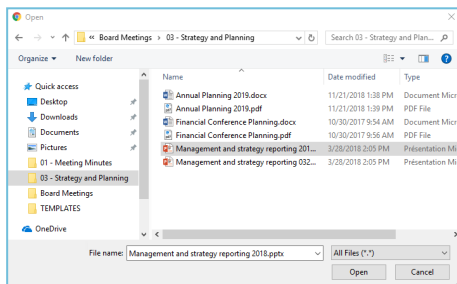 Open
« Board Meetings > 03 - Strategy and Planning
Search 03 - Strategy and Plan...
Organize
New folder
Name
Date modified
Type
Quick access
Desktop
Downloads
Documents
Pictures
01 - Meeting Minutes
03 - Strategy and Planning
Board Meetings
TEMPLATES
OneDrive
Annual Planning 2019.docx 11/21/2018 1:38 PM Document Micr
Annual Planning 2019.pdf 11/21/2018 1:39 PM PDF File
Financial Conference Planning.docx 10/30/2017 9:54 AM Document Micr
Financial Conference Planning.pdf 10/30/2017 9:56 AM PDF File
Management and strategy reporting 201... 3/28/2018 2:05 PM Présentation Mi
Management and strategy reporting 032... 3/28/2018 2:05 PM Présentation Mi
File name: Management and strategy reporting 2018.pptx
All Files (*.*)
Open
Cancel